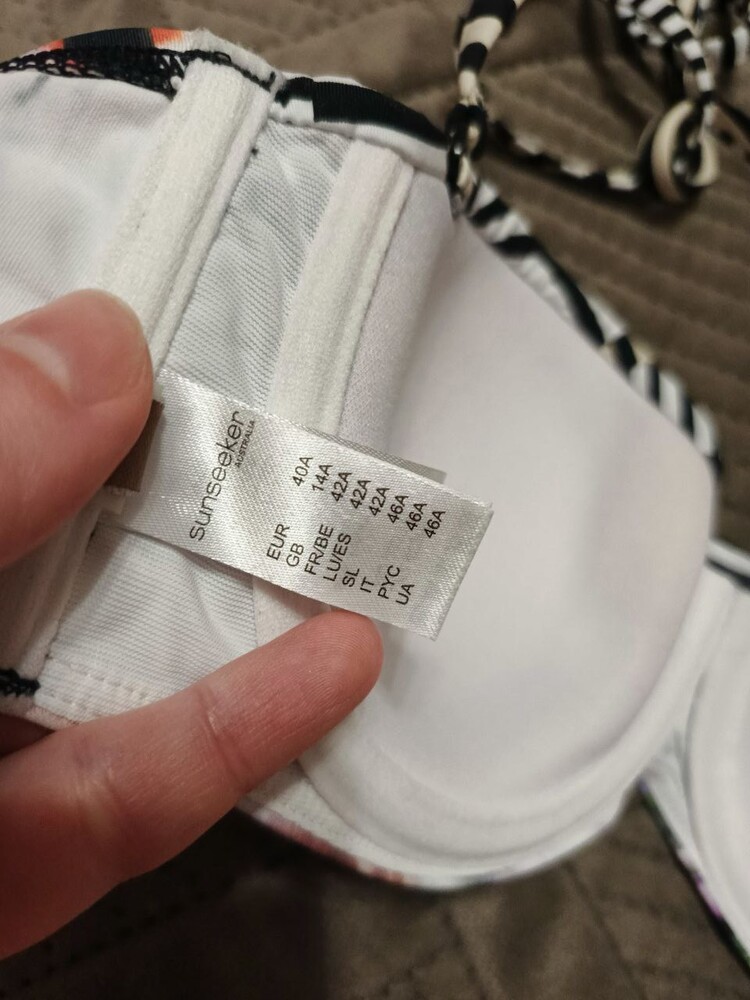 sunseeker
AUSTRALIA
EUR 40A
GB 14A
FR/BE 42A
LU/ES 42A
SL 42A
IT 46A
РУС 46A
UA 46A